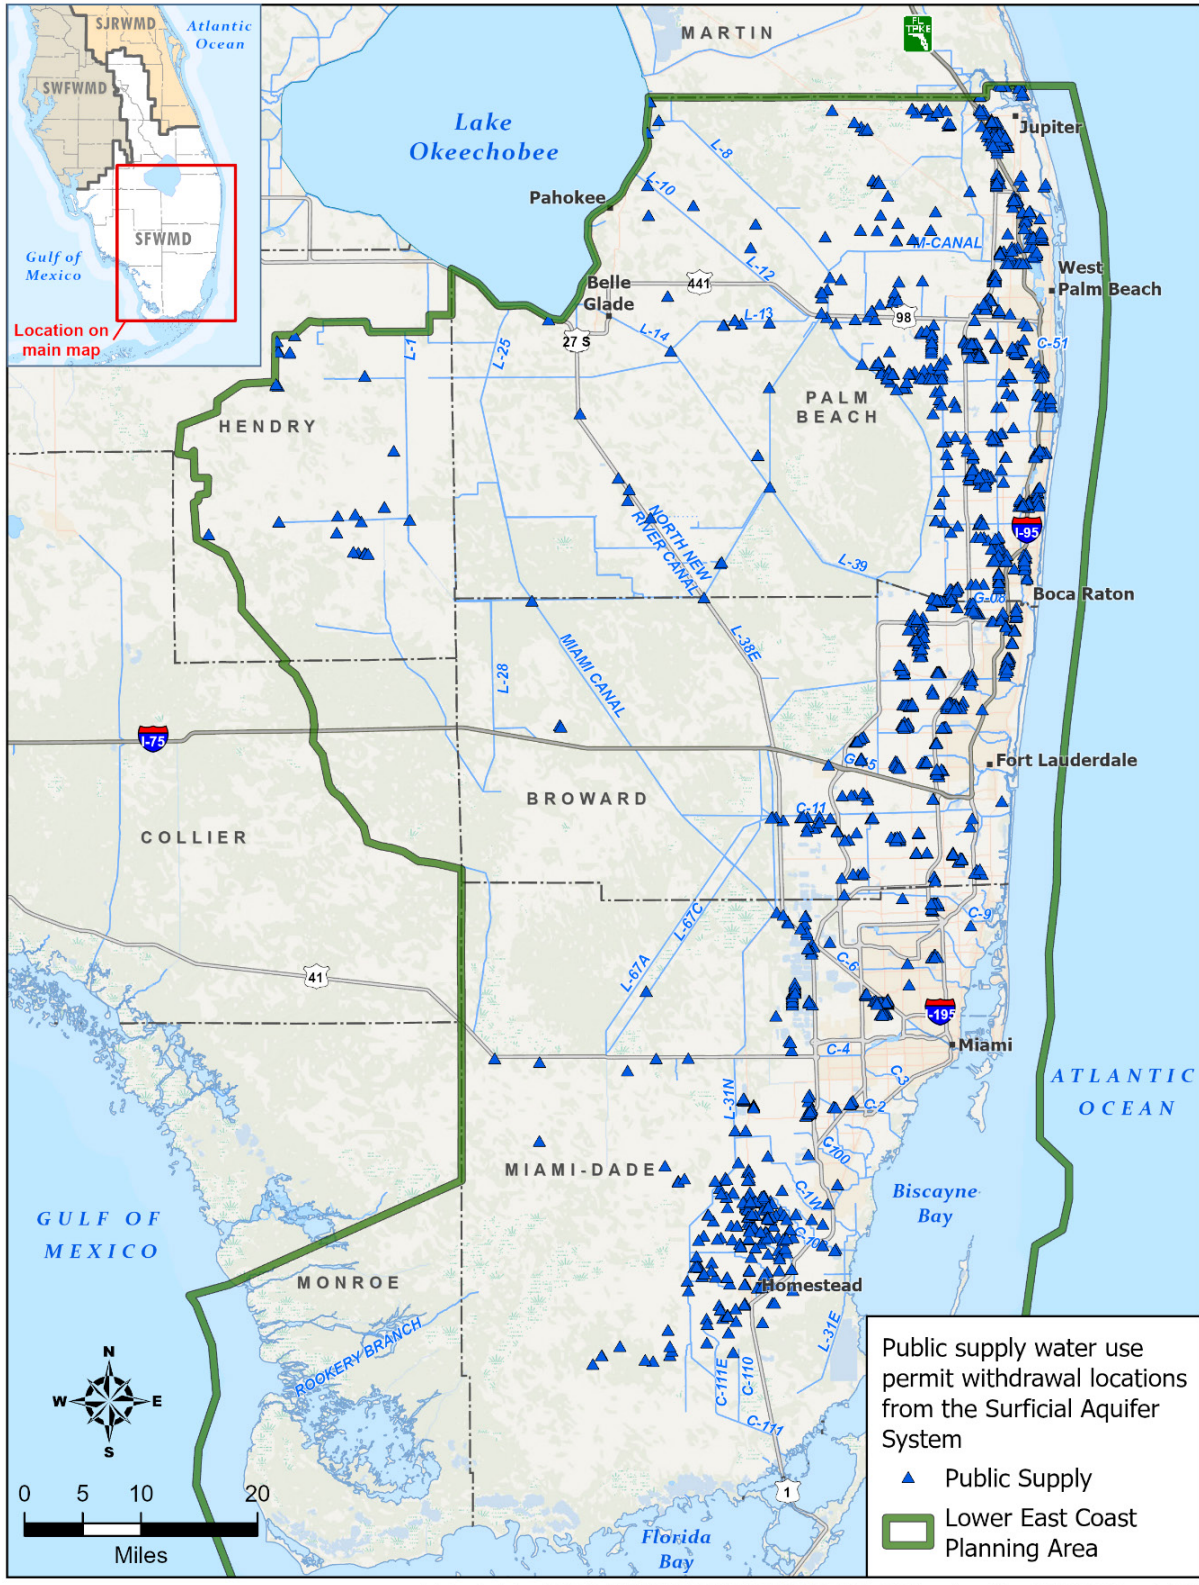 SJRWMD
Atlantic
Ocean
SWFWMD
SFWMD
Gulf of
Mexico
Location on
main map
MARTIN
FL
TPKE
Lake
Okeechobee
Jupiter
L-8
L-10
Pahokee
M-CANAL
L-12
West
Palm Beach
Belle
Glade
441
L-13
98
27 S
L-14
C-51
L-1
L-25
PALM
BEACH
HENDRY
NORTH NEW
RIVER CANAL
I-95
L-39
Boca Raton
G-08
L-38E
MIAMI CANAL
L-28
I-75
Fort Lauderdale
BROWARD
C-11
COLLIER
L-67C
C-9
L-67A
C-6
41
I-195
Miami
C-4
C-3
ATLANTIC
OCEAN
L-31N
C-2
C-100
MIAMI-DADE
C-1W
Biscayne
Bay
GULF OF
MEXICO
MONROE
Homestead
L-31E
ROOKERY BRANCH
C-111E
C-110
C-111
1
Florida
Bay
N
W E
S
0 5 10 20
Miles
Public supply water use
permit withdrawal locations
from the Surficial Aquifer
System
Public Supply
Lower East Coast
Planning Area